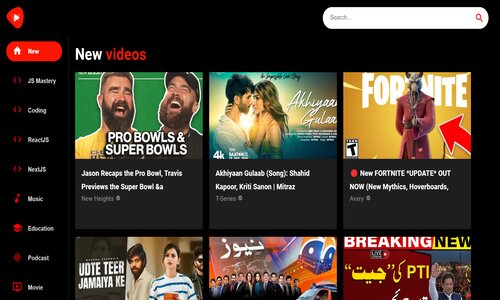 Search...
New
JS Mastery
Coding
ReactJS
NextJS
Music
Education
Podcast
Movie
New videos
PRO BOWLS &
SUPER BOWLS
Jason Recaps the Pro Bowl, Travis
Previews the Super Bowl &a
New Heights
Akhiyaan
Gulaab
4k
Akhiyaan Gulaab (Song): Shahid
Kapoor, Kriti Sanon | Mitraz
T-Series
FORTNITE
T
New FORTNITE *UPDATE* OUT
NOW (New Mythics, Hoverboards,
Avxry
UDTE TEER
JAMAIYA KE
نیوز
BREAKING NEW
LIVE
PTI کی "جیت"